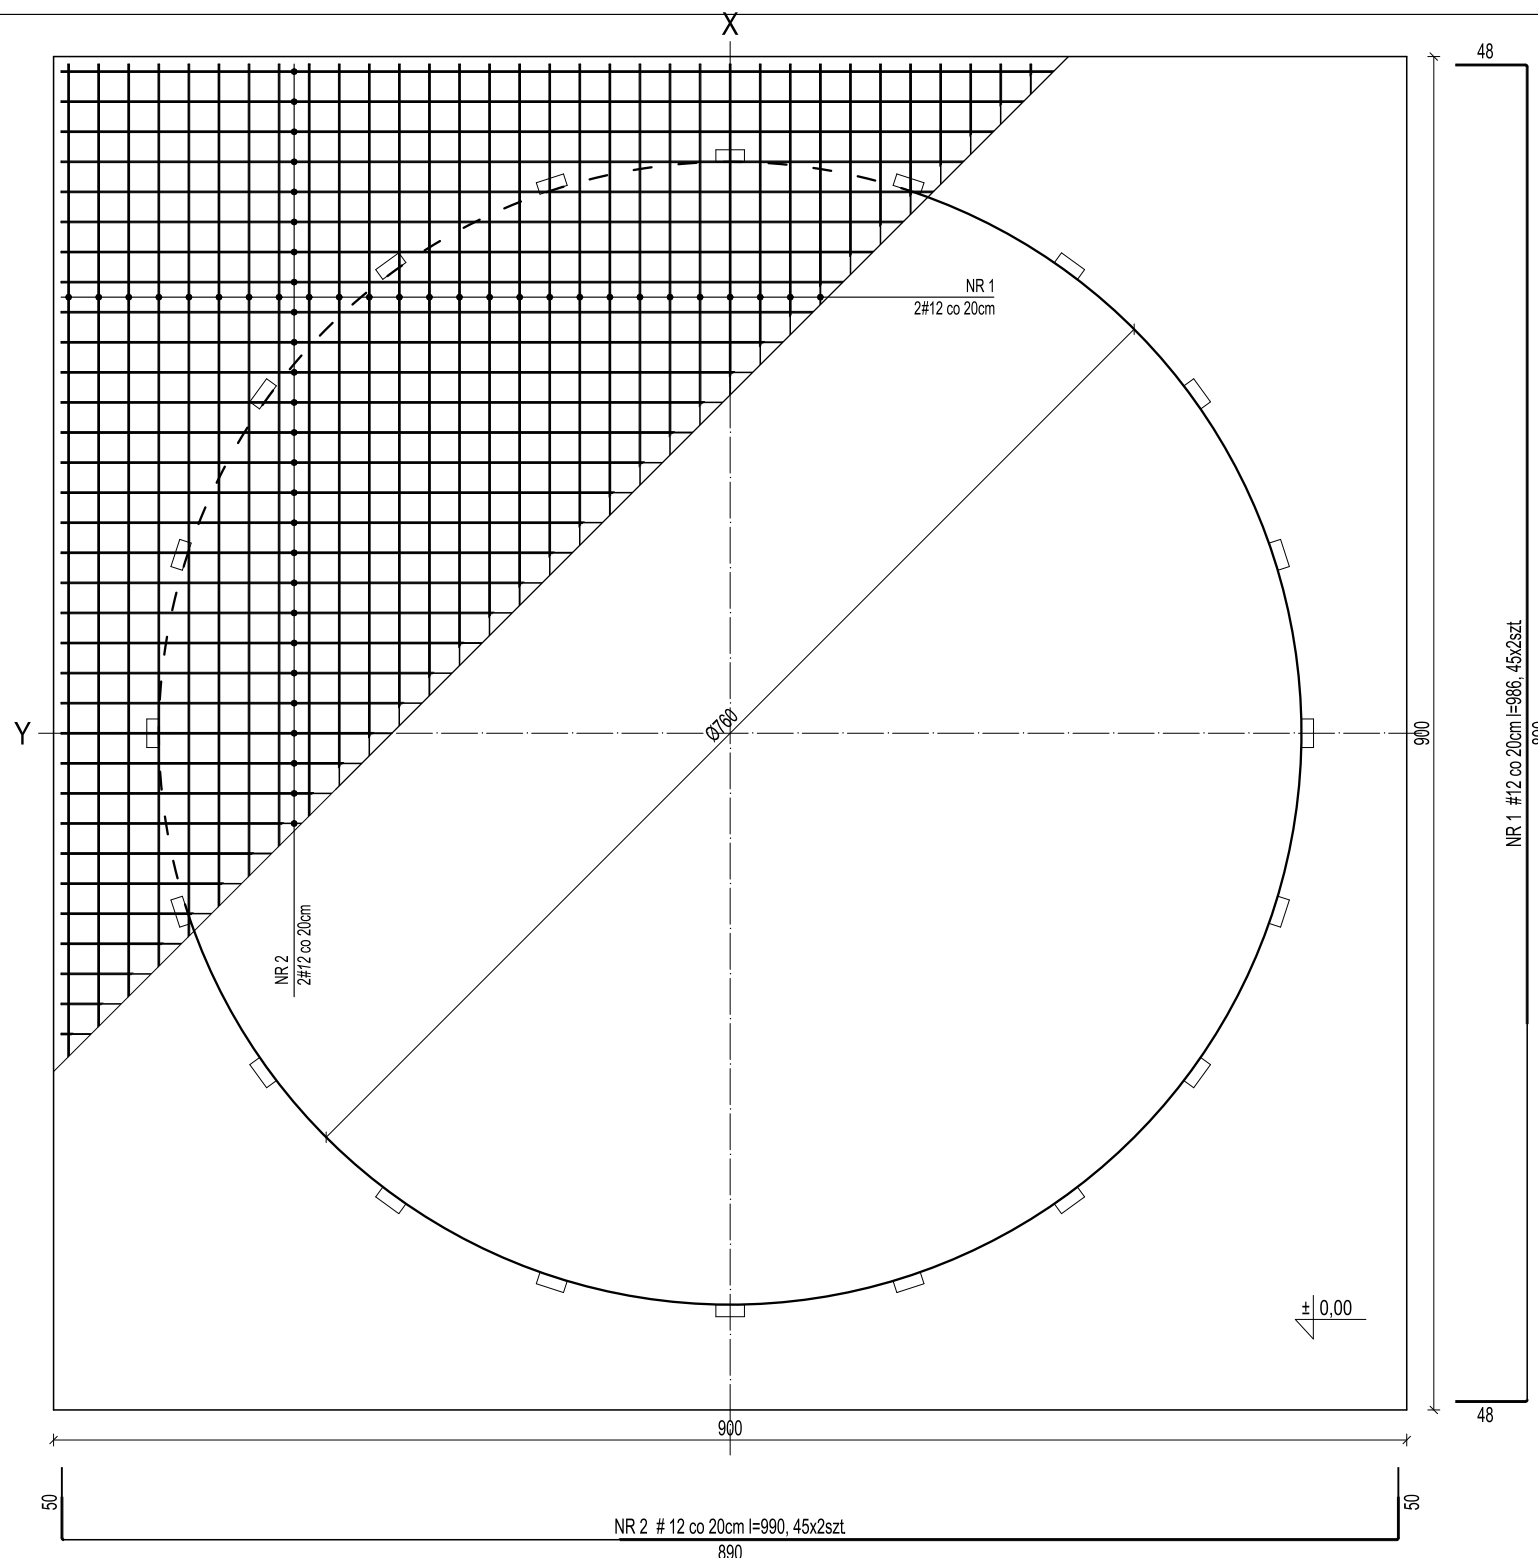 X
48
NR 1
2#12 co 20cm
NR 1  #12 co 20cm l=986, 45x2szt
Ø760
Y
900
NR 2
2#12 co 20cm
± 0,00
48
900
50
NR 2  # 12 co 20cm l=990, 45x2szt
50
890